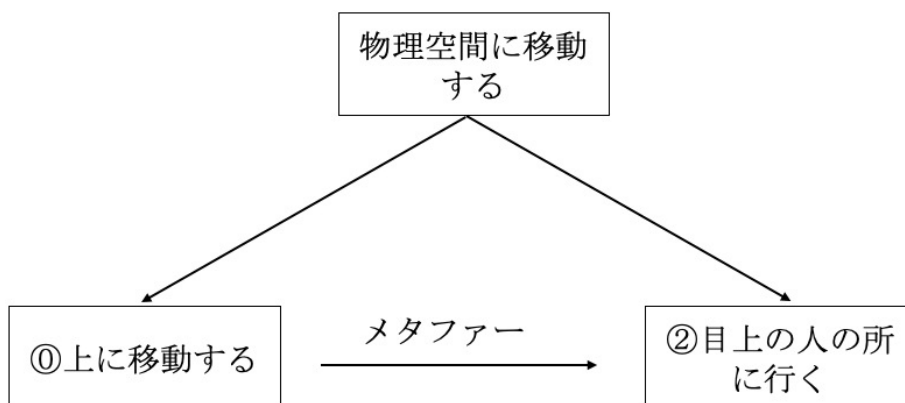 物理空間に移動
する
メタファー
⓪上に移動する
②目上の人の所
に行く